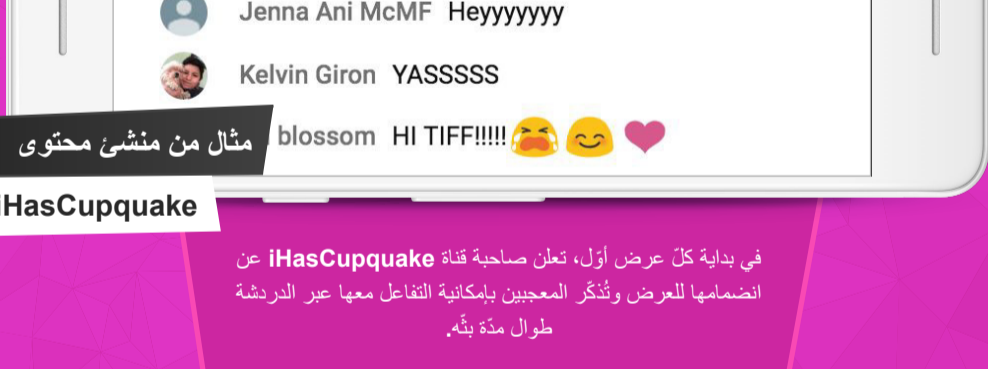 Jenna Ani McMF Heyyyyyyy
Kelvin Giron YASSSSS
blossom HI TIFF!!!!!😭😊❤
مثال من منشئ محتوى
iHasCupquake
في بداية كلّ عرض أوّل، تعلن صاحبة قناة iHasCupquake عن
انضمامها للعرض وتُذكّر المعجبين بإمكانية التفاعل معها عبر الدردشة
طوال مدّة بثّه.